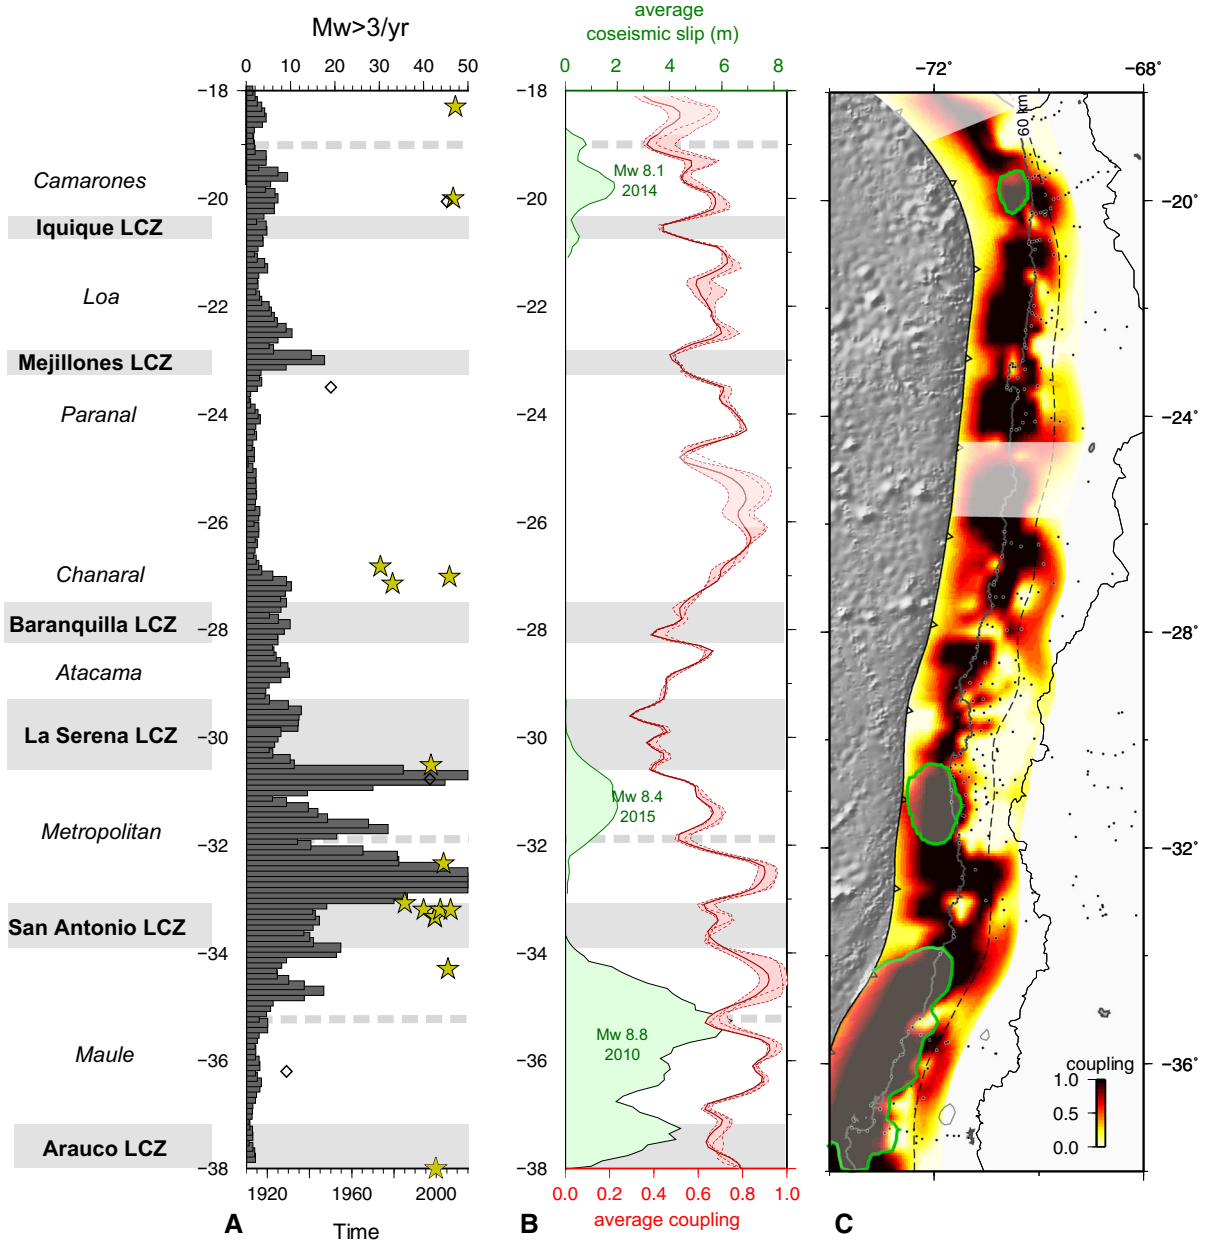 Mw>3/yr
0 10 20 30 40 50
average
coseismic slip (m)
0 2 4 6 8
−72° −68°
−18
−20
−22
−24
−26
−28
−30
−32
−34
−36
−38
Camarones
Iquique LCZ
Loa
Mejillones LCZ
Paranal
Chanaral
Baranquilla LCZ
Atacama
La Serena LCZ
Metropolitan
San Antonio LCZ
Maule
Arauco LCZ
1920 1960 2000
Time
A
−18
−20
−22
−24
−26
−28
−30
−32
−34
−36
−38
Mw 8.1
2014
Mw 8.4
2015
Mw 8.8
2010
0.0 0.2 0.4 0.6 0.8 1.0
average coupling
B
60 km
−20°
−24°
−28°
−32°
−36°
coupling
1.0
0.5
0.0
C